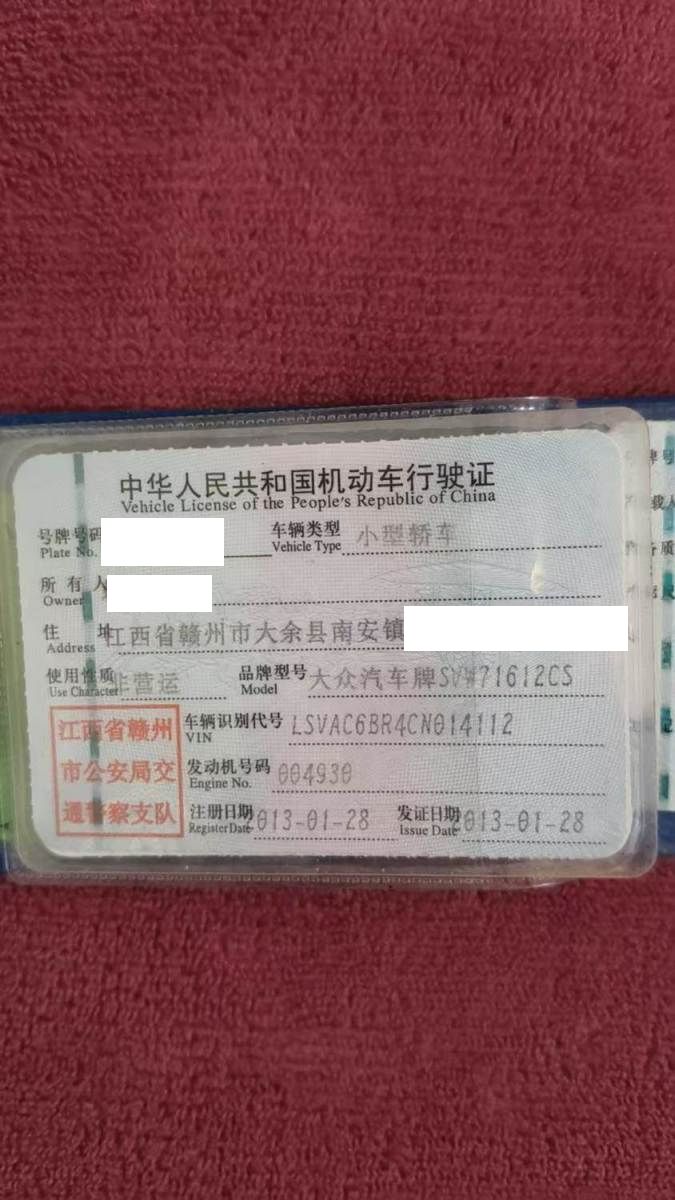 中华人民共和国机动车行驶证
Vehicle License of the People's Republic of China
号牌号码 车辆类型 小型轿车
Plate No. Vehicle Type
所有人
Owner
住址 江西省赣州市大余县南安镇
Address
使用性质 非营运 品牌型号 大众汽车牌SVW71612CS
Use Character Model
江西省赣州 车辆识别代号 LSVAC6BR4CN014112
VIN
市公安局交 发动机号码 004930
Engine No.
通警察支队 注册日期 2013-01-28 发证日期 2013-01-28
Register Date Issue Date